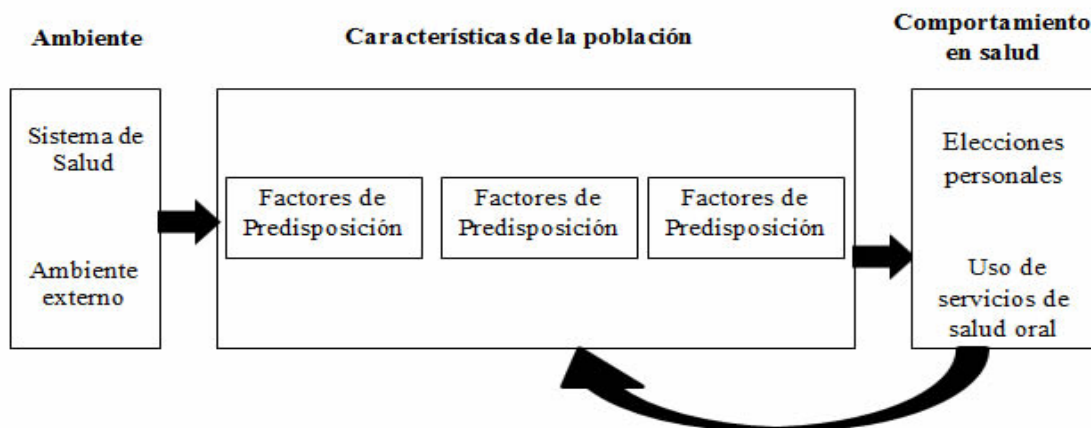 Ambiente
Características de la población
Comportamiento
en salud
Sistema de
Salud
Ambiente
externo
Factores de
Predisposición
Factores de
Predisposición
Factores de
Predisposición
Elecciones
personales
Uso de
servicios de
salud oral